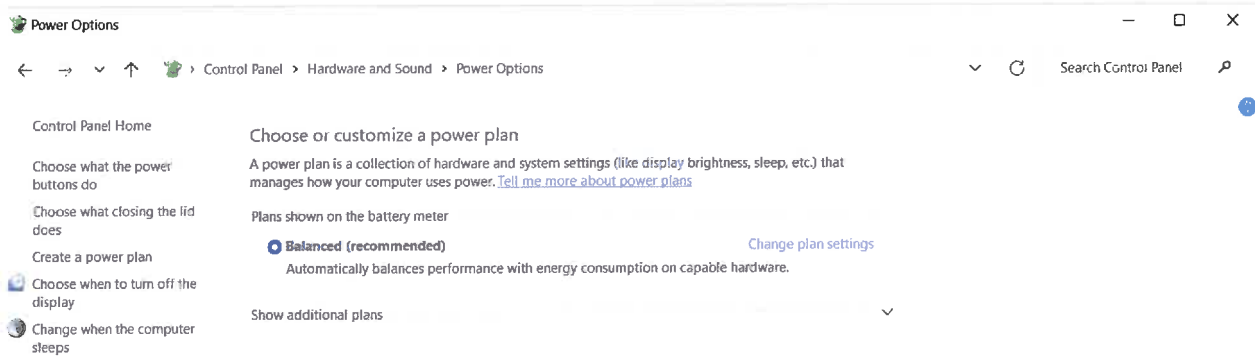 Power Options
Control Panel > Hardware and Sound > Power Options
Search Control Panel
Control Panel Home
Choose what the power
buttons do
Choose what closing the lid
does
Create a power plan
Choose when to turn off the
display
Change when the computer
sleeps
Choose or customize a power plan
A power plan is a collection of hardware and system settings (like display brightness, sleep, etc.) that
manages how your computer uses power. Tell me more about power plans
Plans shown on the battery meter
Balanced (recommended)
Change plan settings
Automatically balances performance with energy consumption on capable hardware.
Show additional plans